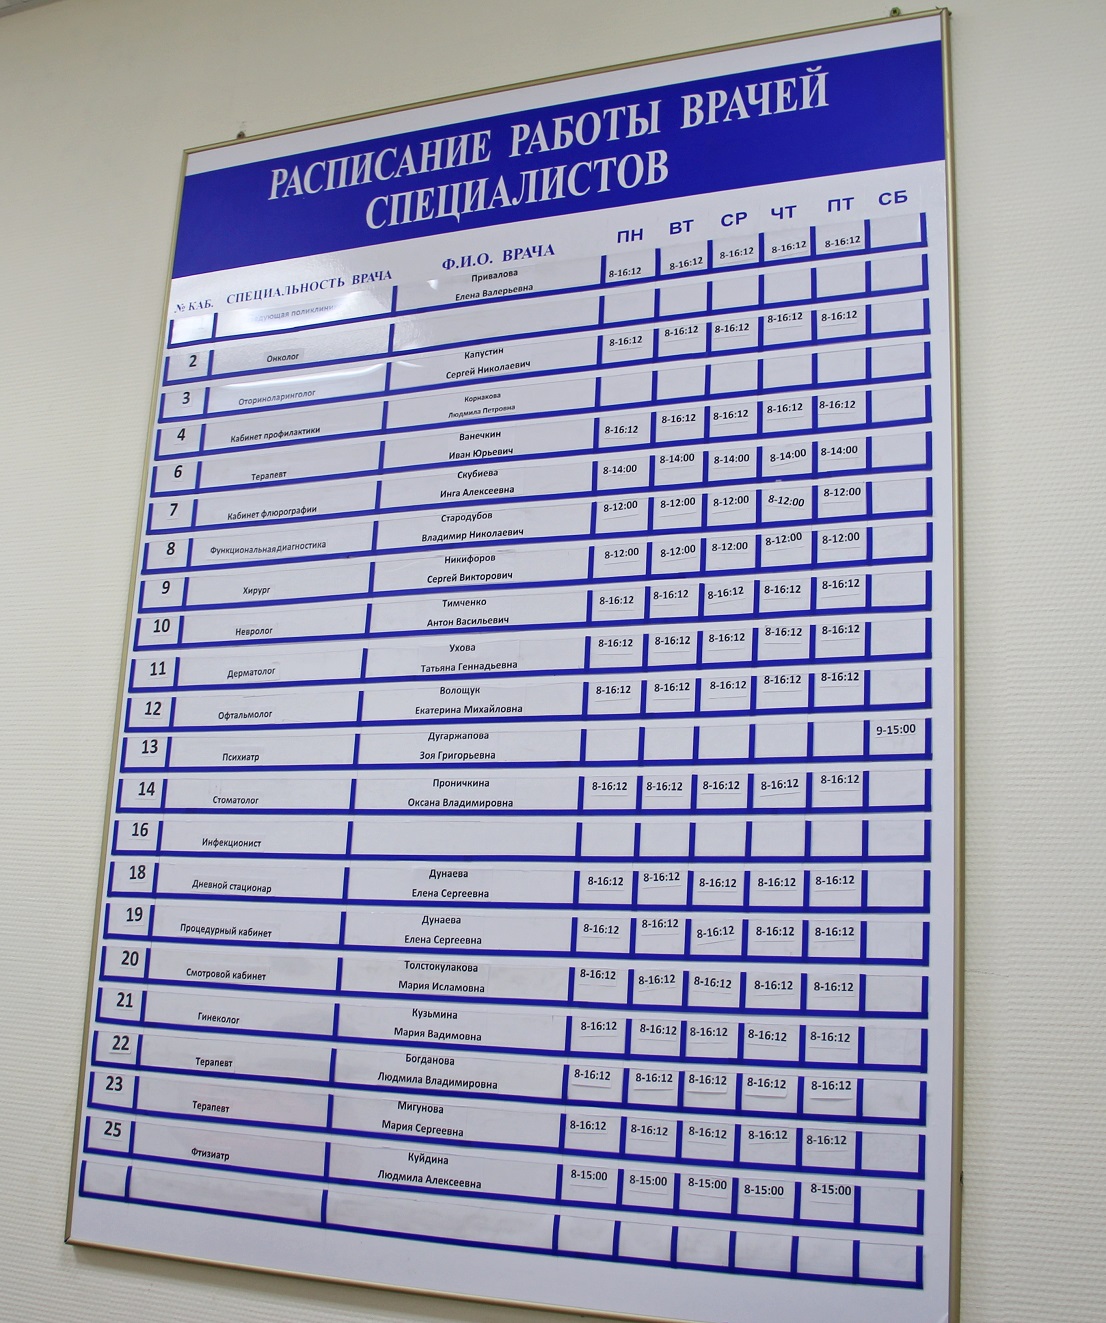 РАСПИСАНИЕ РАБОТЫ ВРАЧЕЙ
СПЕЦИАЛИСТОВ
№ КАБ. СПЕЦИАЛЬНОСТЬ ВРАЧА Ф.И.О. ВРАЧА ПН ВТ СР ЧТ ПТ СБ
Привалова
Елена Валерьевна 8-16:12 8-16:12 8-16:12 8-16:12 8-16:12
2 Онколог
3 Оториноларинголог Капустин
Сергей Николаевич 8-16:12 8-16:12 8-16:12 8-16:12 8-16:12
4 Кабинет профилактики Корнакова
Людмила Петровна
6 Терапевт Ванечкин
Иван Юрьевич 8-16:12 8-16:12 8-16:12 8-16:12 8-16:12
7 Кабинет флюрографии Скубиева
Инга Алексеевна 8-14:00 8-14:00 8-14:00 8-14:00 8-14:00
8 Функциональнаядиагностика Стародубов
Владимир Николаевич 8-12:00 8-12:00 8-12:00 8-12:00 8-12:00
9 Хирург Никифоров
Сергей Викторович 8-12:00 8-12:00 8-12:00 8-12:00 8-12:00
10 Невролог Тимченко
Антон Васильевич 8-16:12 8-16:12 8-16:12 8-16:12 8-16:12
11 Дерматолог Ухова
Татьяна Геннадьевна 8-16:12 8-16:12 8-16:12 8-16:12 8-16:12
12 Офтальмолог Волощук
Екатерина Михайловна 8-16:12 8-16:12 8-16:12 8-16:12 8-16:12
13 Психиатр Дугаржапова
Зоя Григорьевна 9-15:00
14 Стоматолог Проничкина
Оксана Владимировна 8-16:12 8-16:12 8-16:12 8-16:12 8-16:12
16 Инфекционист
18 Дневной стационар Дунаева
Елена Сергеевна 8-16:12 8-16:12 8-16:12 8-16:12 8-16:12
19 Процедурный кабинет Дунаева
Елена Сергеевна 8-16:12 8-16:12 8-16:12 8-16:12 8-16:12
20 Смотровой кабинет Толстокулакова
Мария Исламовна 8-16:12 8-16:12 8-16:12 8-16:12 8-16:12
21 Гинеколог Кузьмина
Мария Вадимовна 8-16:12 8-16:12 8-16:12 8-16:12 8-16:12
22 Терапевт Богданова
Людмила Владимировна 8-16:12 8-16:12 8-16:12 8-16:12 8-16:12
23 Терапевт Мигунова
Мария Сергеевна 8-16:12 8-16:12 8-16:12 8-16:12 8-16:12
25 Фтизиатр Куйдина
Людмила Алексеевна 8-15:00 8-15:00 8-15:00 8-15:00 8-15:00